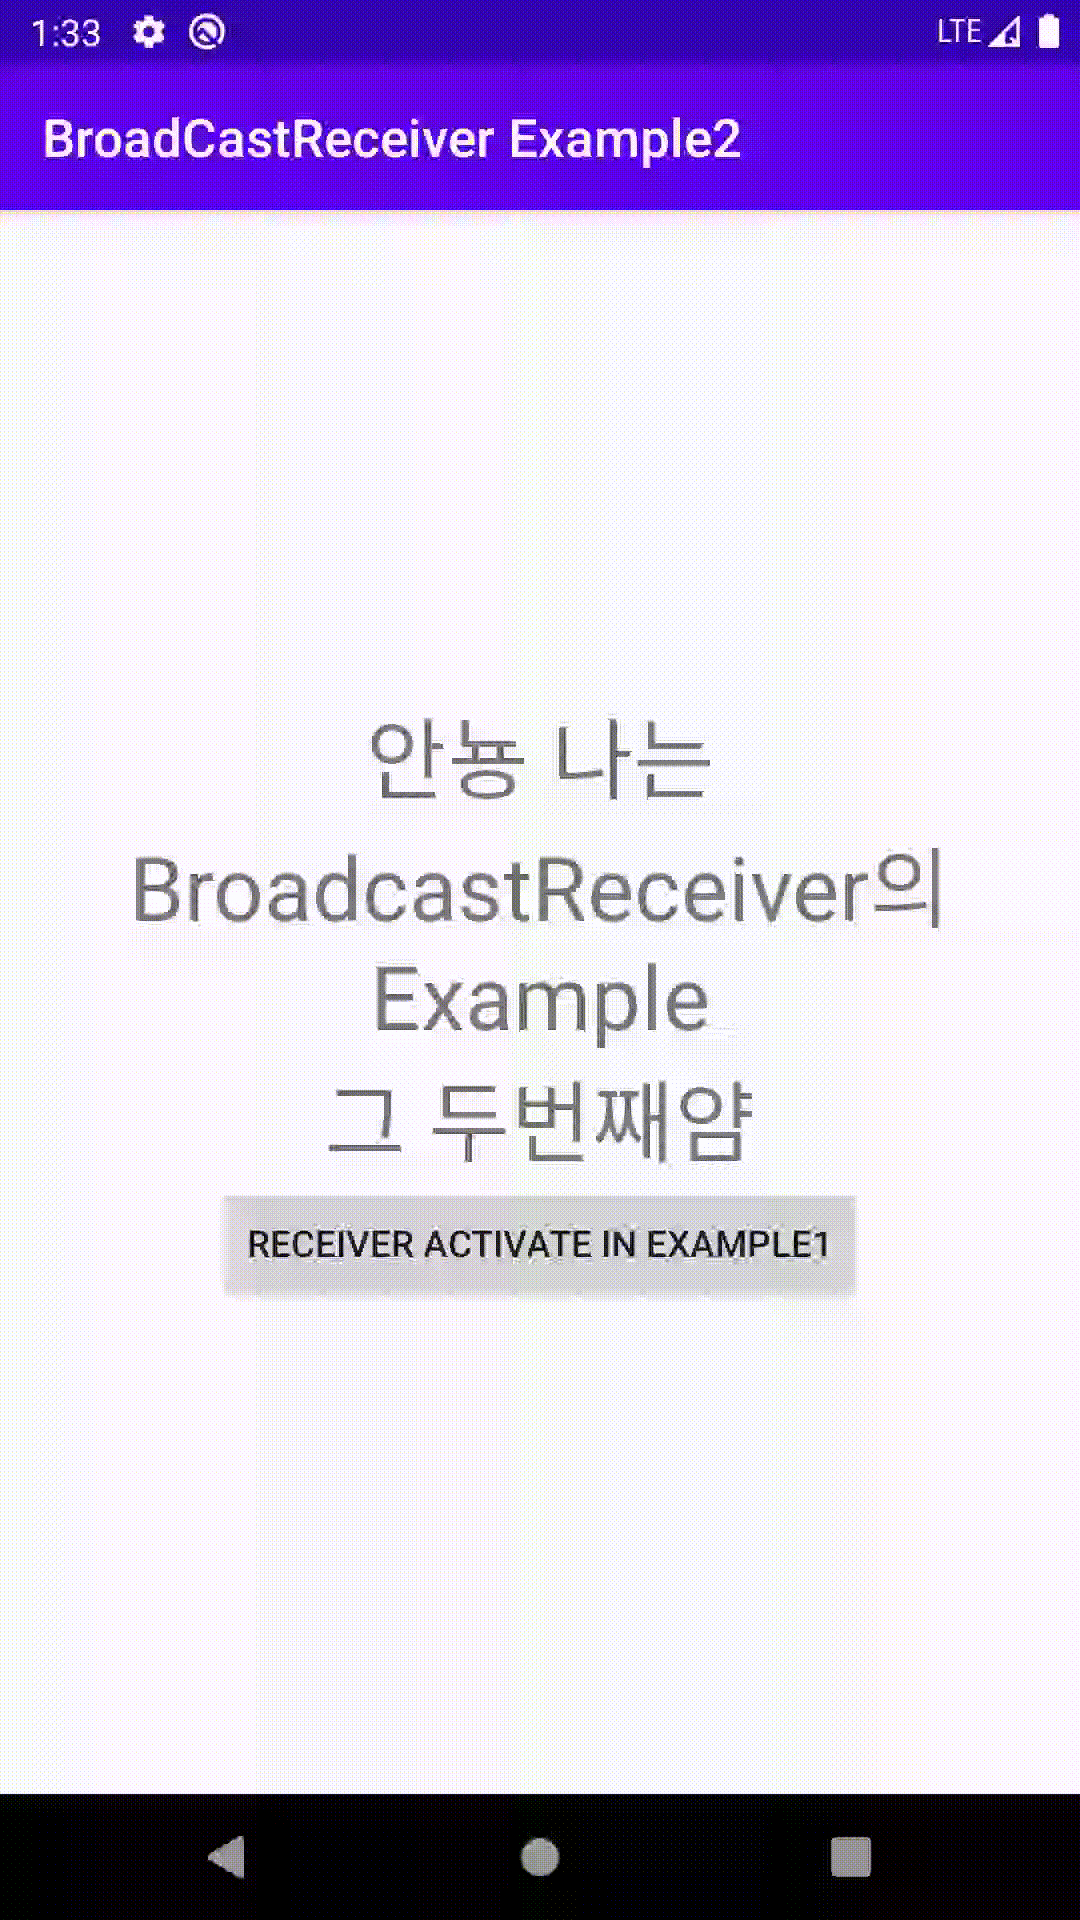 1:33 LTE
BroadCastReceiver Example2
안뇽 나는
BroadcastReceiver의
Example
그 두번째얌
RECEIVER ACTIVATE IN EXAMPLE1